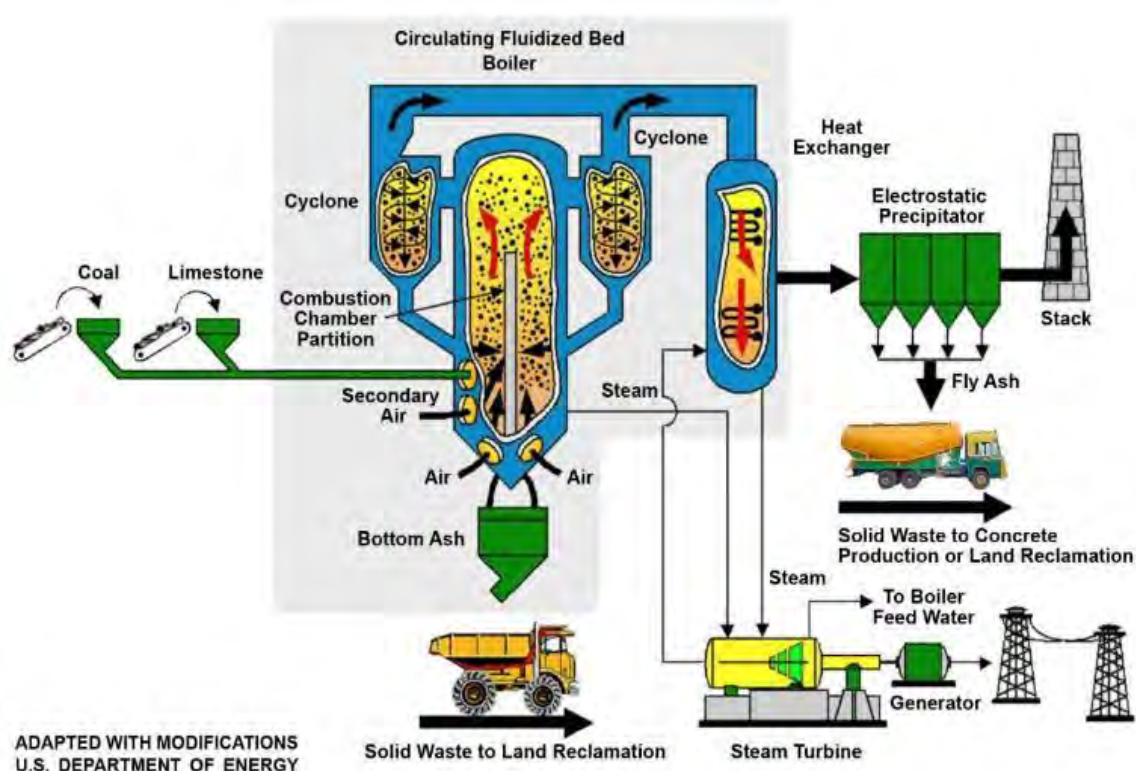 Circulating Fluidized Bed
Boiler
Cyclone
Heat
Exchanger
Cyclone
Electrostatic
Precipitator
Coal
Limestone
Combustion
Chamber
Partition
Stack
Secondary
Air
Steam
Fly Ash
Air
Air
Bottom Ash
Solid Waste to Concrete
Production or Land Reclamation
Steam
To Boiler
Feed Water
Generator
Solid Waste to Land Reclamation
Steam Turbine
ADAPTED WITH MODIFICATIONS
U.S. DEPARTMENT OF ENERGY